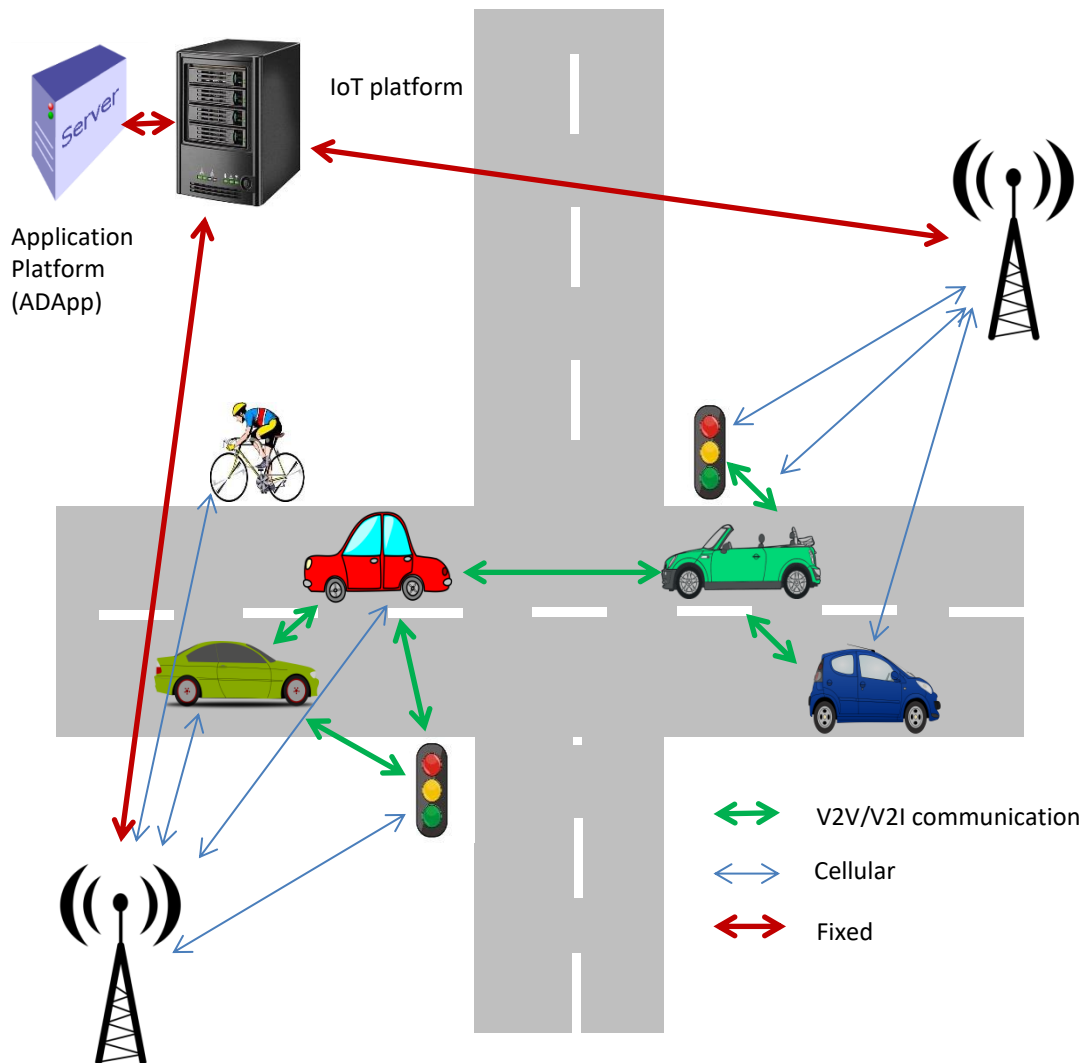 IoT platform
Server
Application
Platform
(ADApp)
V2V/V2I communication
Cellular
Fixed